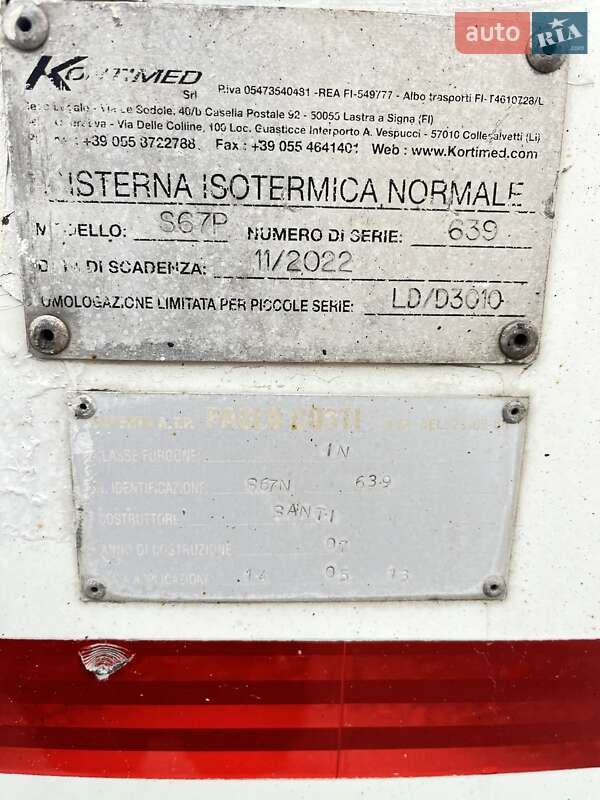 auto RIA.com
KORTIMED
Srl P.iva 05473540481 -REA FI-549777 - Albo trasporti FI-T4610728/L
Le Sodole, 40/b Casella Postale 92 - 50055 Lastra a Signa (FI)
- Via Delle Colline, 100 Loc. Guasticce Interporto A. Vespucci - 57010 Collesalvetti (Li)
+39 055 8722788. Fax : +39 055 4641401 Web : www.Kortimed.com
ISTERNA ISOTERMICA NORMALE
M DELLO: S67P NUMERO DI SERIE: 639
DI SCADENZA: 11/2022
OMOLOGAZIONE LIMITATA PER PICCOLE SERIE: LD/D3010
CLASSE FURGONE: IN
N. IDENTIFICAZIONE S67N 639
COSTRUTTORE SANTI
ANNO DI COSTRUZIONE
14 05 13